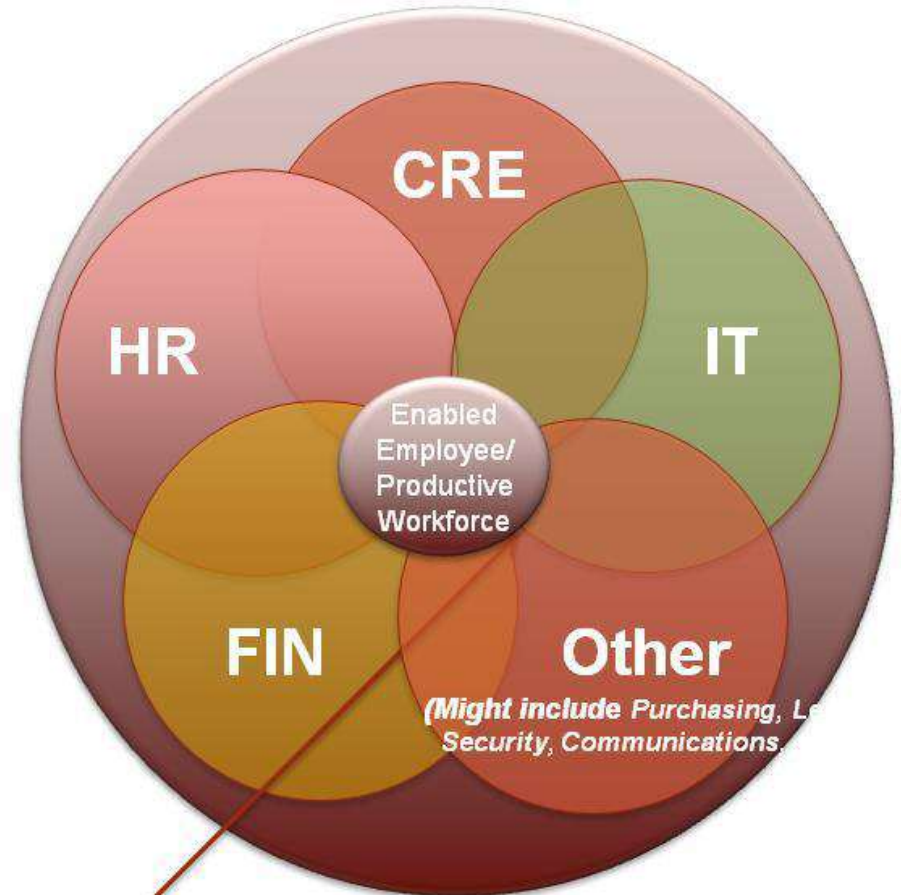 CRE
HR
IT
Enabled
Employee/
Productive
Workforce
FIN
Other
(Might include Purchasing,
Security, Communications,